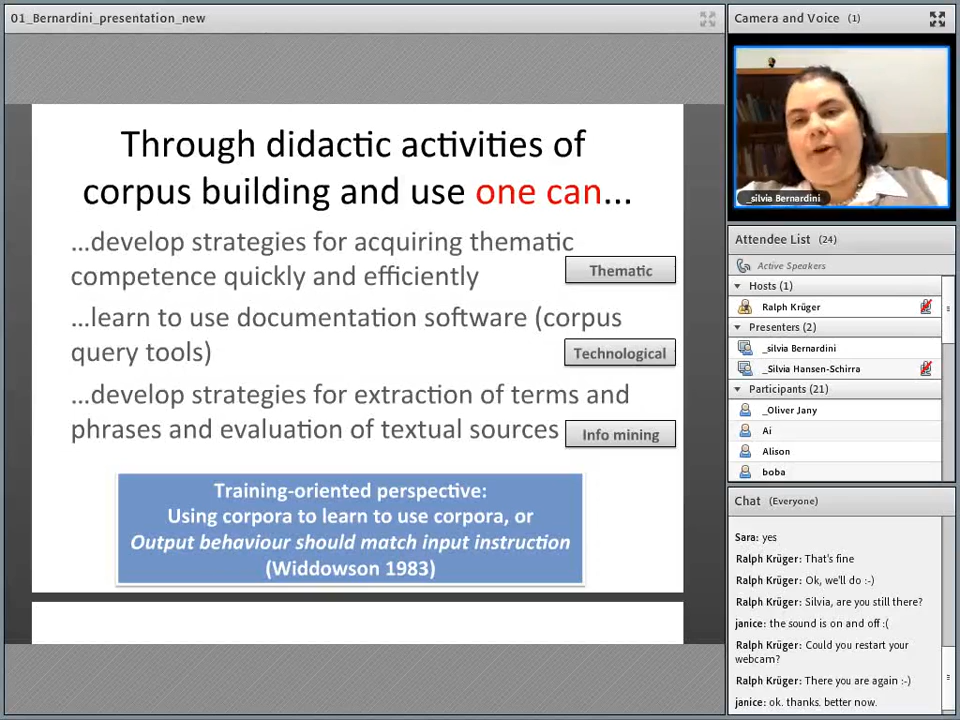 01_Bernardini_presentation_new
Through didactic activities of
corpus building and use one can...
...develop strategies for acquiring thematic
competence quickly and efficiently
Thematic
...learn to use documentation software (corpus
query tools)
Technological
...develop strategies for extraction of terms and
phrases and evaluation of textual sources
Info mining
Training-oriented perspective:
Using corpora to learn to use corpora, or
Output behaviour should match input instruction
(Widdowson 1983)
Camera and Voice (1)
_silvia Bernardini
Attendee List (24)
Active Speakers
Hosts (1)
Ralph Krüger
Presenters (2)
_silvia Bernardini
_Silvia Hansen-Schirra
Participants (21)
_Oliver Jany
Ai
Alison
boba
Chat (Everyone)
Sara: yes
Ralph Krüger: That's fine
Ralph Krüger: Ok, we'll do :-)
Ralph Krüger: Silvia, are you still there?
janice: the sound is on and off :(
Ralph Krüger: Could you restart your
webcam?
Ralph Krüger: There you are again :-)
janice: ok. thanks. better now.